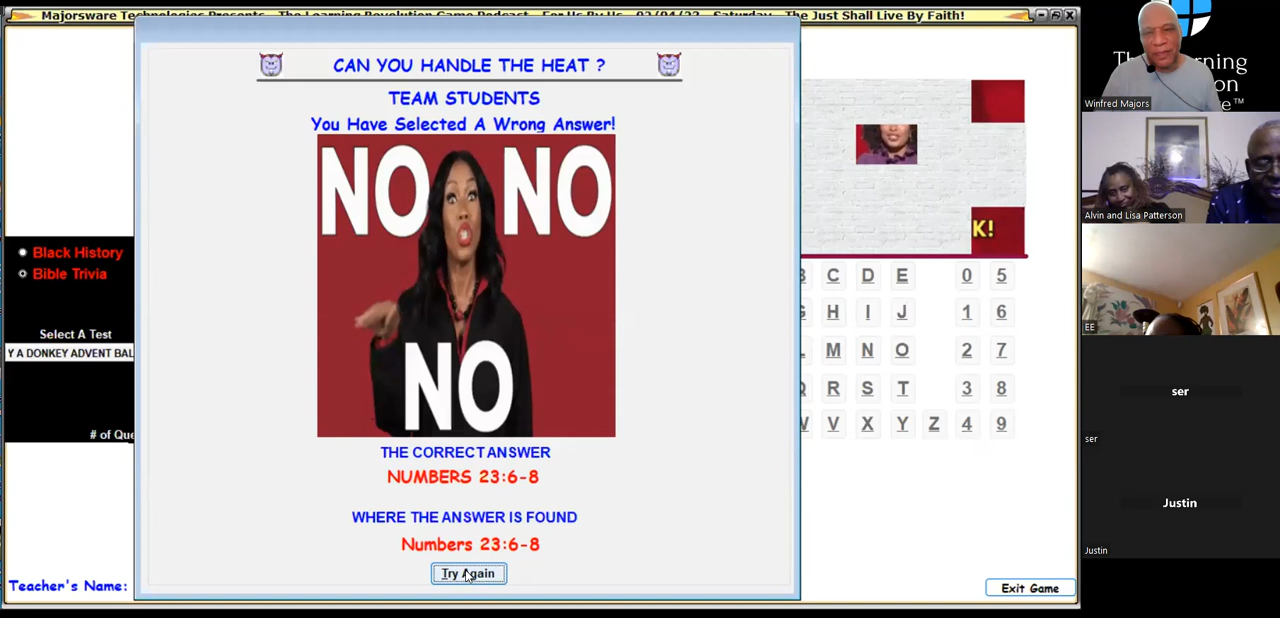 Majorsware Technologies Presents - The Learning Revolution Game Podcast - For Us By Us - 02/04/23 - Saturday - The Just Shall Live By Faith!
CAN YOU HANDLE THE HEAT ?
TEAM STUDENTS
You Have Selected A Wrong Answer!
NO NO
NO
THE CORRECT ANSWER
NUMBERS 23:6-8
WHERE THE ANSWER IS FOUND
Numbers 23:6-8
Try Again
Black History
Bible Trivia
Select A Test
Y A DONKEY ADVENT BAL
# of Que
Teacher's Name:
K!
C D E 0 5
H I J 1 6
M N O 2 7
R S T 3 8
V X Y Z 4 9
Exit Game
Winfred Majors
Alvin and Lisa Patterson
EE
ser
ser
Justin
Justin